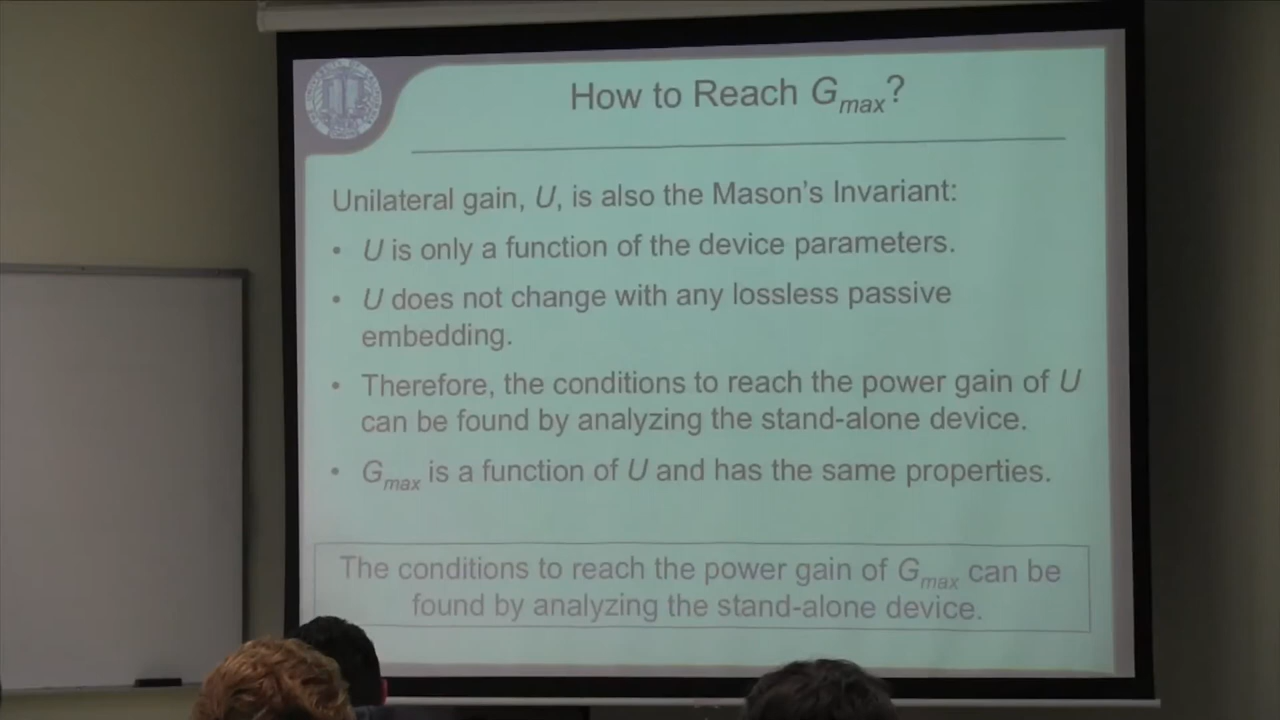 How to Reach Gmax?
Unilateral gain, U, is also the Mason's Invariant:
• U is only a function of the device parameters.
• U does not change with any lossless passive
embedding.
• Therefore, the conditions to reach the power gain of U
can be found by analyzing the stand-alone device.
• Gmax is a function of U and has the same properties.
The conditions to reach the power gain of Gmax can be
found by analyzing the stand-alone device.